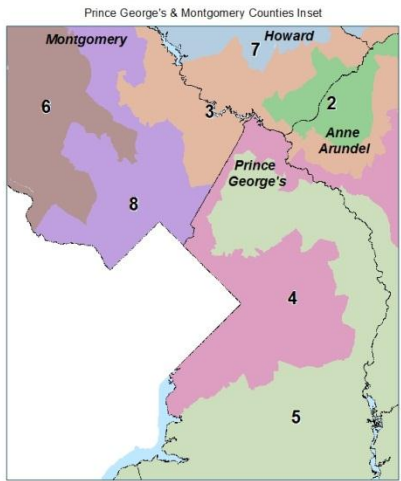 Prince George's & Montgomery Counties Inset
Montgomery
Howard
7
6
2
3
Anne
Arundel
Prince
George's
8
4
5